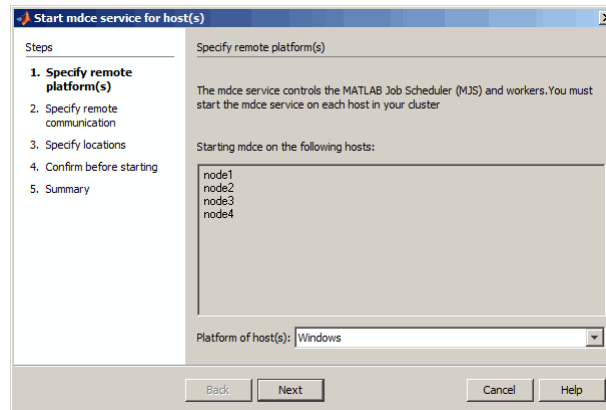 Start mdce service for host(s)
Steps
1. Specify remote
platform(s)
2. Specify remote
communication
3. Specify locations
4. Confirm before starting
5. Summary
Specify remote platform(s)
The mdce service controls the MATLAB Job Scheduler (MJS) and workers.You must
start the mdce service on each host in your cluster
Starting mdce on the following hosts:
node1
node2
node3
node4
Platform of host(s): Windows
Back Next Cancel Help